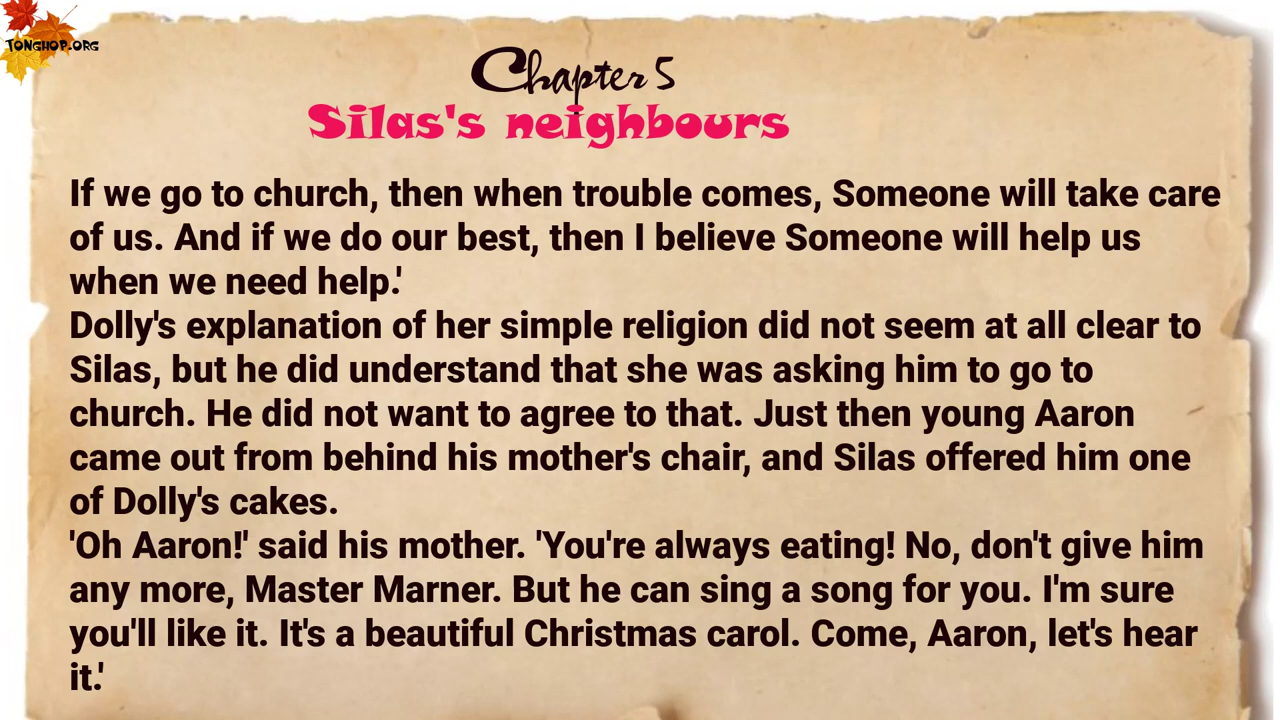 TONGHOP.ORG
Chapter 5
Silas's neighbours
If we go to church, then when trouble comes, Someone will take care
of us. And if we do our best, then I believe Someone will help us
when we need help.'
Dolly's explanation of her simple religion did not seem at all clear to
Silas, but he did understand that she was asking him to go to
church. He did not want to agree to that. Just then young Aaron
came out from behind his mother's chair, and Silas offered him one
of Dolly's cakes.
'Oh Aaron!' said his mother. 'You're always eating! No, don't give him
any more, Master Marner. But he can sing a song for you. I'm sure
you'll like it. It's a beautiful Christmas carol. Come, Aaron, let's hear
it.'